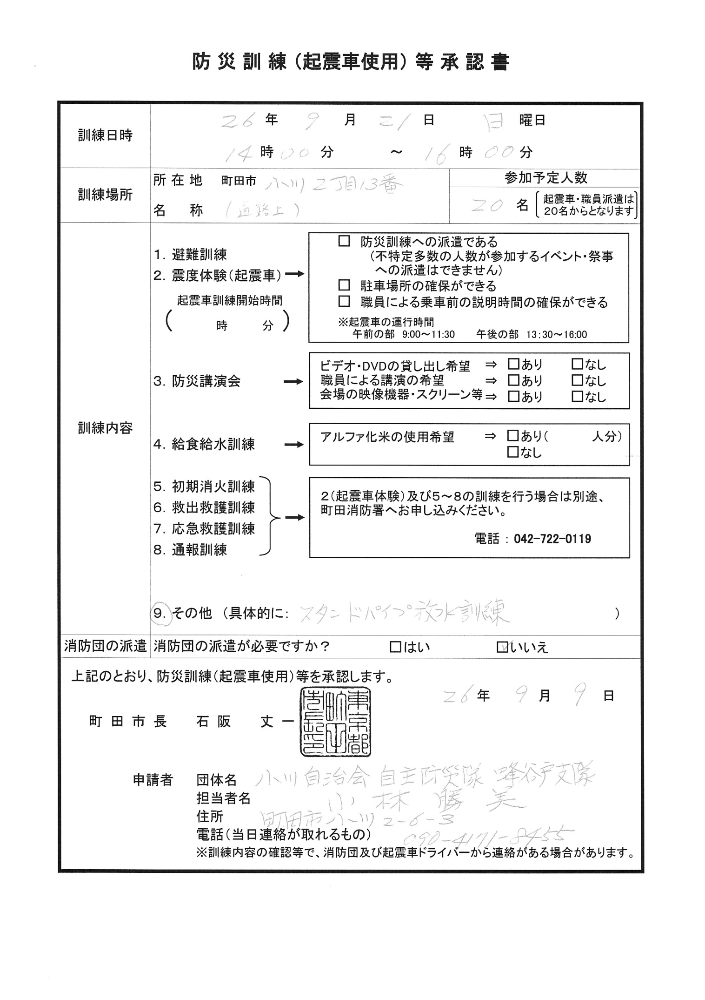 防災訓練（起震車使用）等承認書
訓練日時
26年 9月 21日 日曜日
14時00分 ～ 16時00分
訓練場所
所在地 町田市 小川2丁目13番
名称 （道路上）
参加予定人数
20名 〔起震車・職員派遣は
20名からとなります〕
訓練内容
1. 避難訓練
2. 震度体験（起震車）→
起震車訓練開始時間
（ 時 分 ）
□ 防災訓練への派遣である
（不特定多数の人数が参加するイベント・祭事
への派遣はできません）
□ 駐車場所の確保ができる
□ 職員による乗車前の説明時間の確保ができる
※起震車の運行時間
午前の部 9:00～11:30 午後の部 13:30～16:00
3. 防災講演会 →
ビデオ・DVDの貸し出し希望 ⇒ □あり □なし
職員による講演の希望 ⇒ □あり □なし
会場の映像機器・スクリーン等⇒ □あり □なし
4. 給食給水訓練 →
アルファ化米の使用希望 ⇒ □あり（ 人分）
□なし
5. 初期消火訓練
6. 救出救護訓練
7. 応急救護訓練
8. 通報訓練
→
2（起震車体験）及び5～8の訓練を行う場合は別途、
町田消防署へお申し込みください。
電話：042-722-0119
⑨. その他 （具体的に： スタンドパイプ放水訓練 ）
消防団の派遣 消防団の派遣が必要ですか？ □はい ☑いいえ
上記のとおり、防災訓練（起震車使用）等を承認します。
26年 9月 9日
町田市長 石阪 丈一
東京都
町田
市長印
申請者 団体名 小川自治会 自主防災隊 蜂谷戸支隊
担当者名 小林勝美
住所 町田市小川2-6-3
電話（当日連絡が取れるもの） 090-4171-8455
※訓練内容の確認等で、消防団及び起震車ドライバーから連絡がある場合があります。